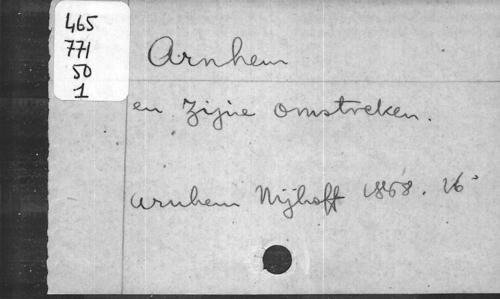 465
771
50
1
Arnhem
en zijne omstreken.
Arnhem Nijhoff 1868. 16°